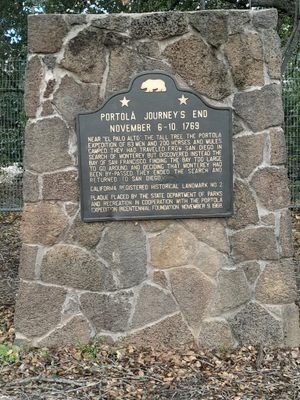 PORTOLÁ JOURNEY'S END
NOVEMBER 6-10, 1769
NEAR "EL PALO ALTO", THE TALL TREE, THE PORTOLA
EXPEDITION OF 63 MEN AND 200 HORSES AND MULES
CAMPED. THEY HAD TRAVELED FROM SAN DIEGO IN
SEARCH OF MONTEREY BUT DISCOVERED INSTEAD THE
BAY OF SAN FRANCISCO. FINDING THE BAY TOO LARGE
TO GO AROUND, AND DECIDING THAT MONTEREY HAD
BEEN BY-PASSED, THEY ENDED THE SEARCH AND
RETURNED TO SAN DIEGO.
CALIFORNIA REGISTERED HISTORICAL LANDMARK NO. 2
PLAQUE PLACED BY THE STATE DEPARTMENT OF PARKS
AND RECREATION IN COOPERATION WITH THE PORTOLA
EXPEDITION BICENTENNIAL FOUNDATION, NOVEMBER 9, 1968.